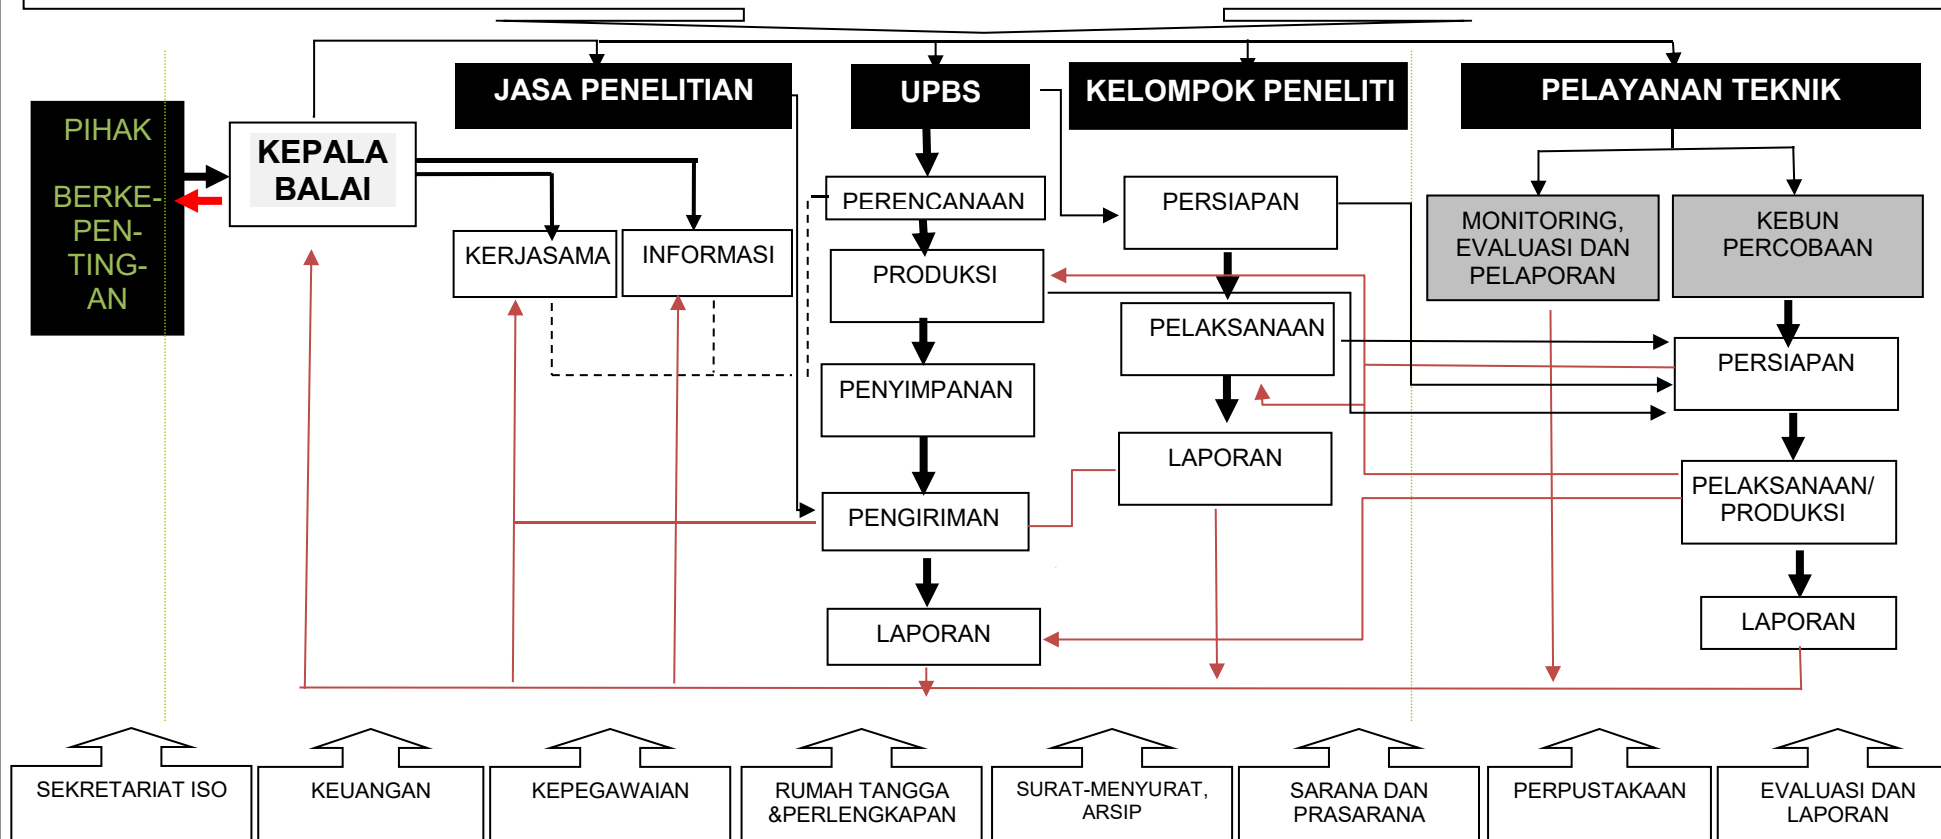 JASA PENELITIAN
UPBS
KELOMPOK PENELITI
PELAYANAN TEKNIK
PIHAK
BERKE-
PEN-
TING-
AN
KEPALA
BALAI
KERJASAMA
INFORMASI
PERENCANAAN
PRODUKSI
PENYIMPANAN
PENGIRIMAN
LAPORAN
PERSIAPAN
PELAKSANAAN
LAPORAN
MONITORING,
EVALUASI DAN
PELAPORAN
KEBUN
PERCOBAAN
PERSIAPAN
PELAKSANAAN/
PRODUKSI
LAPORAN
SEKRETARIAT ISO
KEUANGAN
KEPEGAWAIAN
RUMAH TANGGA
&PERLENGKAPAN
SURAT-MENYURAT,
ARSIP
SARANA DAN
PRASARANA
PERPUSTAKAAN
EVALUASI DAN
LAPORAN